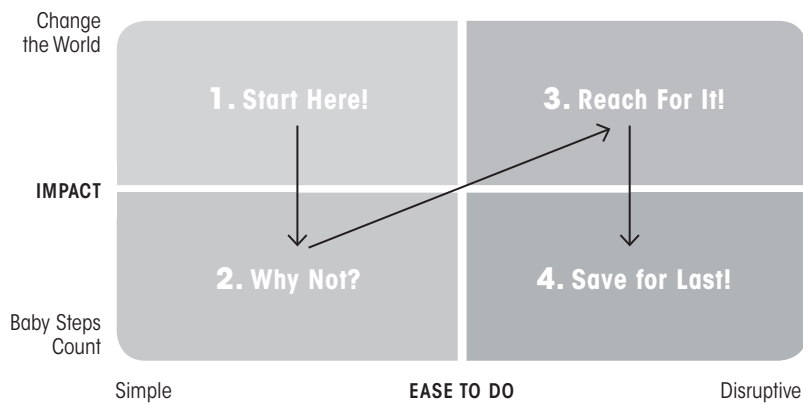 Change
the World
1. Start Here!
3. Reach For It!
IMPACT
2. Why Not?
4. Save for Last!
Baby Steps
Count
Simple
EASE TO DO
Disruptive